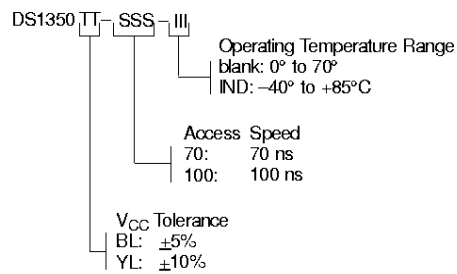 DS1350 TT – SSS – III
Operating Temperature Range
blank: 0° to 70°
IND: –40° to +85°C
Access Speed
70: 70 ns
100: 100 ns
VCC Tolerance
BL: ±5%
YL: ±10%